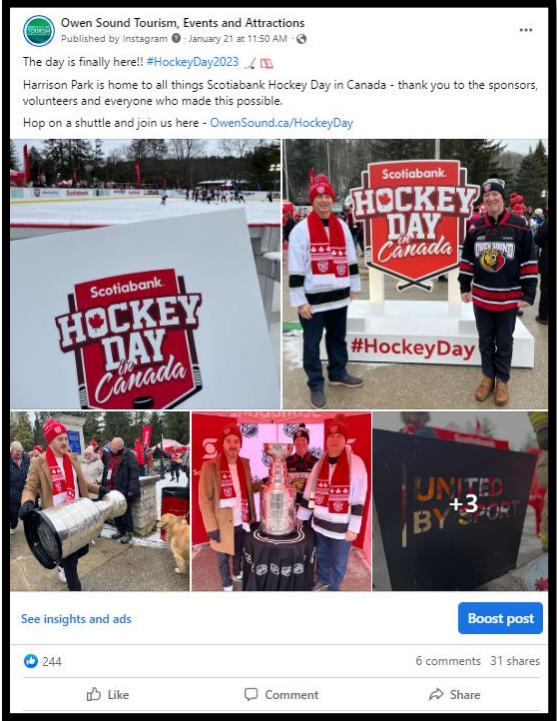 Owen Sound Tourism, Events and Attractions
Published by Instagram · January 21 at 11:50 AM ·
The day is finally here!! #HockeyDay2023
Harrison Park is home to all things Scotiabank Hockey Day in Canada - thank you to the sponsors,
volunteers and everyone who made this possible.
Hop on a shuttle and join us here - OwenSound.ca/HockeyDay
Scotiabank
HOCKEY
DAY
in
Canada
Scotiabank
HOCKEY
DAY
in
Canada
OWEN SOUND
#HockeyDay
UNITED
BY SPORT
+3
See insights and ads
Boost post
244
6 comments 31 shares
Like
Comment
Share